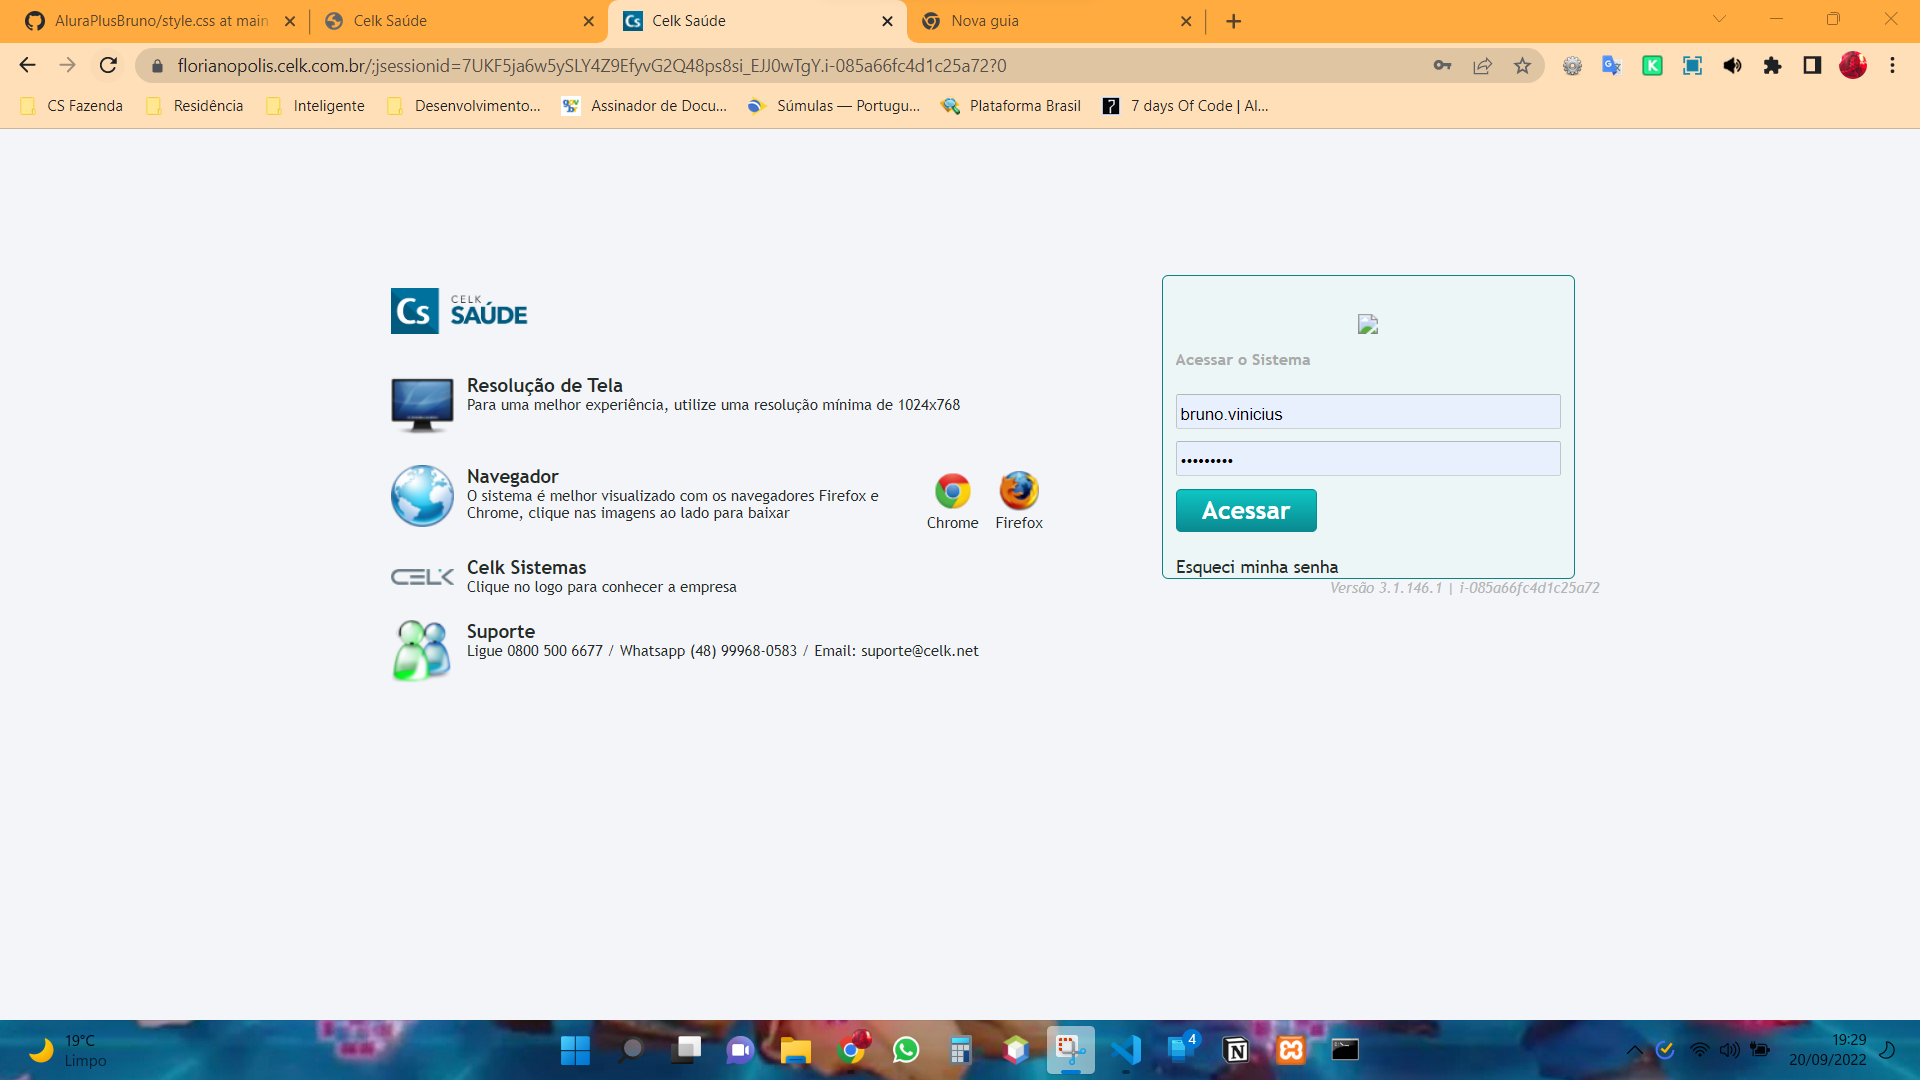 AluraPlusBruno/style.css at main
Celk Saúde
Celk Saúde
Nova guia
florianopolis.celk.com.br/;jsessionid=7UKF5ja6w5ySLY4Z9EfyvG2Q48ps8si_EJJ0wTgY.i-085a66fc4d1c25a72?0
CS Fazenda
Residência
Inteligente
Desenvolvimento...
Assinador de Docu...
Súmulas — Portugu...
Plataforma Brasil
7 days Of Code | Al...
Cs CELK
SAÚDE
Resolução de Tela
Para uma melhor experiência, utilize uma resolução mínima de 1024x768
Navegador
O sistema é melhor visualizado com os navegadores Firefox e
Chrome, clique nas imagens ao lado para baixar
Chrome
Firefox
CELK
Celk Sistemas
Clique no logo para conhecer a empresa
Suporte
Ligue 0800 500 6677 / Whatsapp (48) 99968-0583 / Email: suporte@celk.net
Acessar o Sistema
bruno.vinicius
•••••••••
Acessar
Esqueci minha senha
Versão 3.1.146.1 | i-085a66fc4d1c25a72
19°C
Limpo
4
19:29
20/09/2022